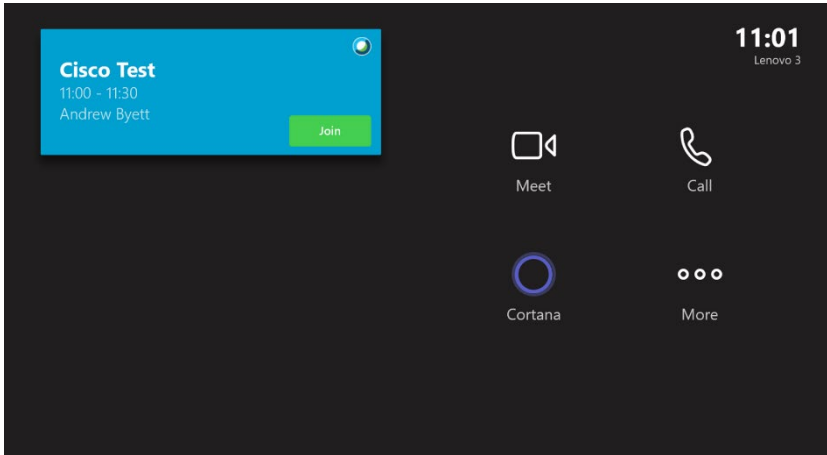 Cisco Test
11:00 - 11:30
Andrew Byett
Join
11:01
Lenovo 3
Meet
Call
Cortana
More